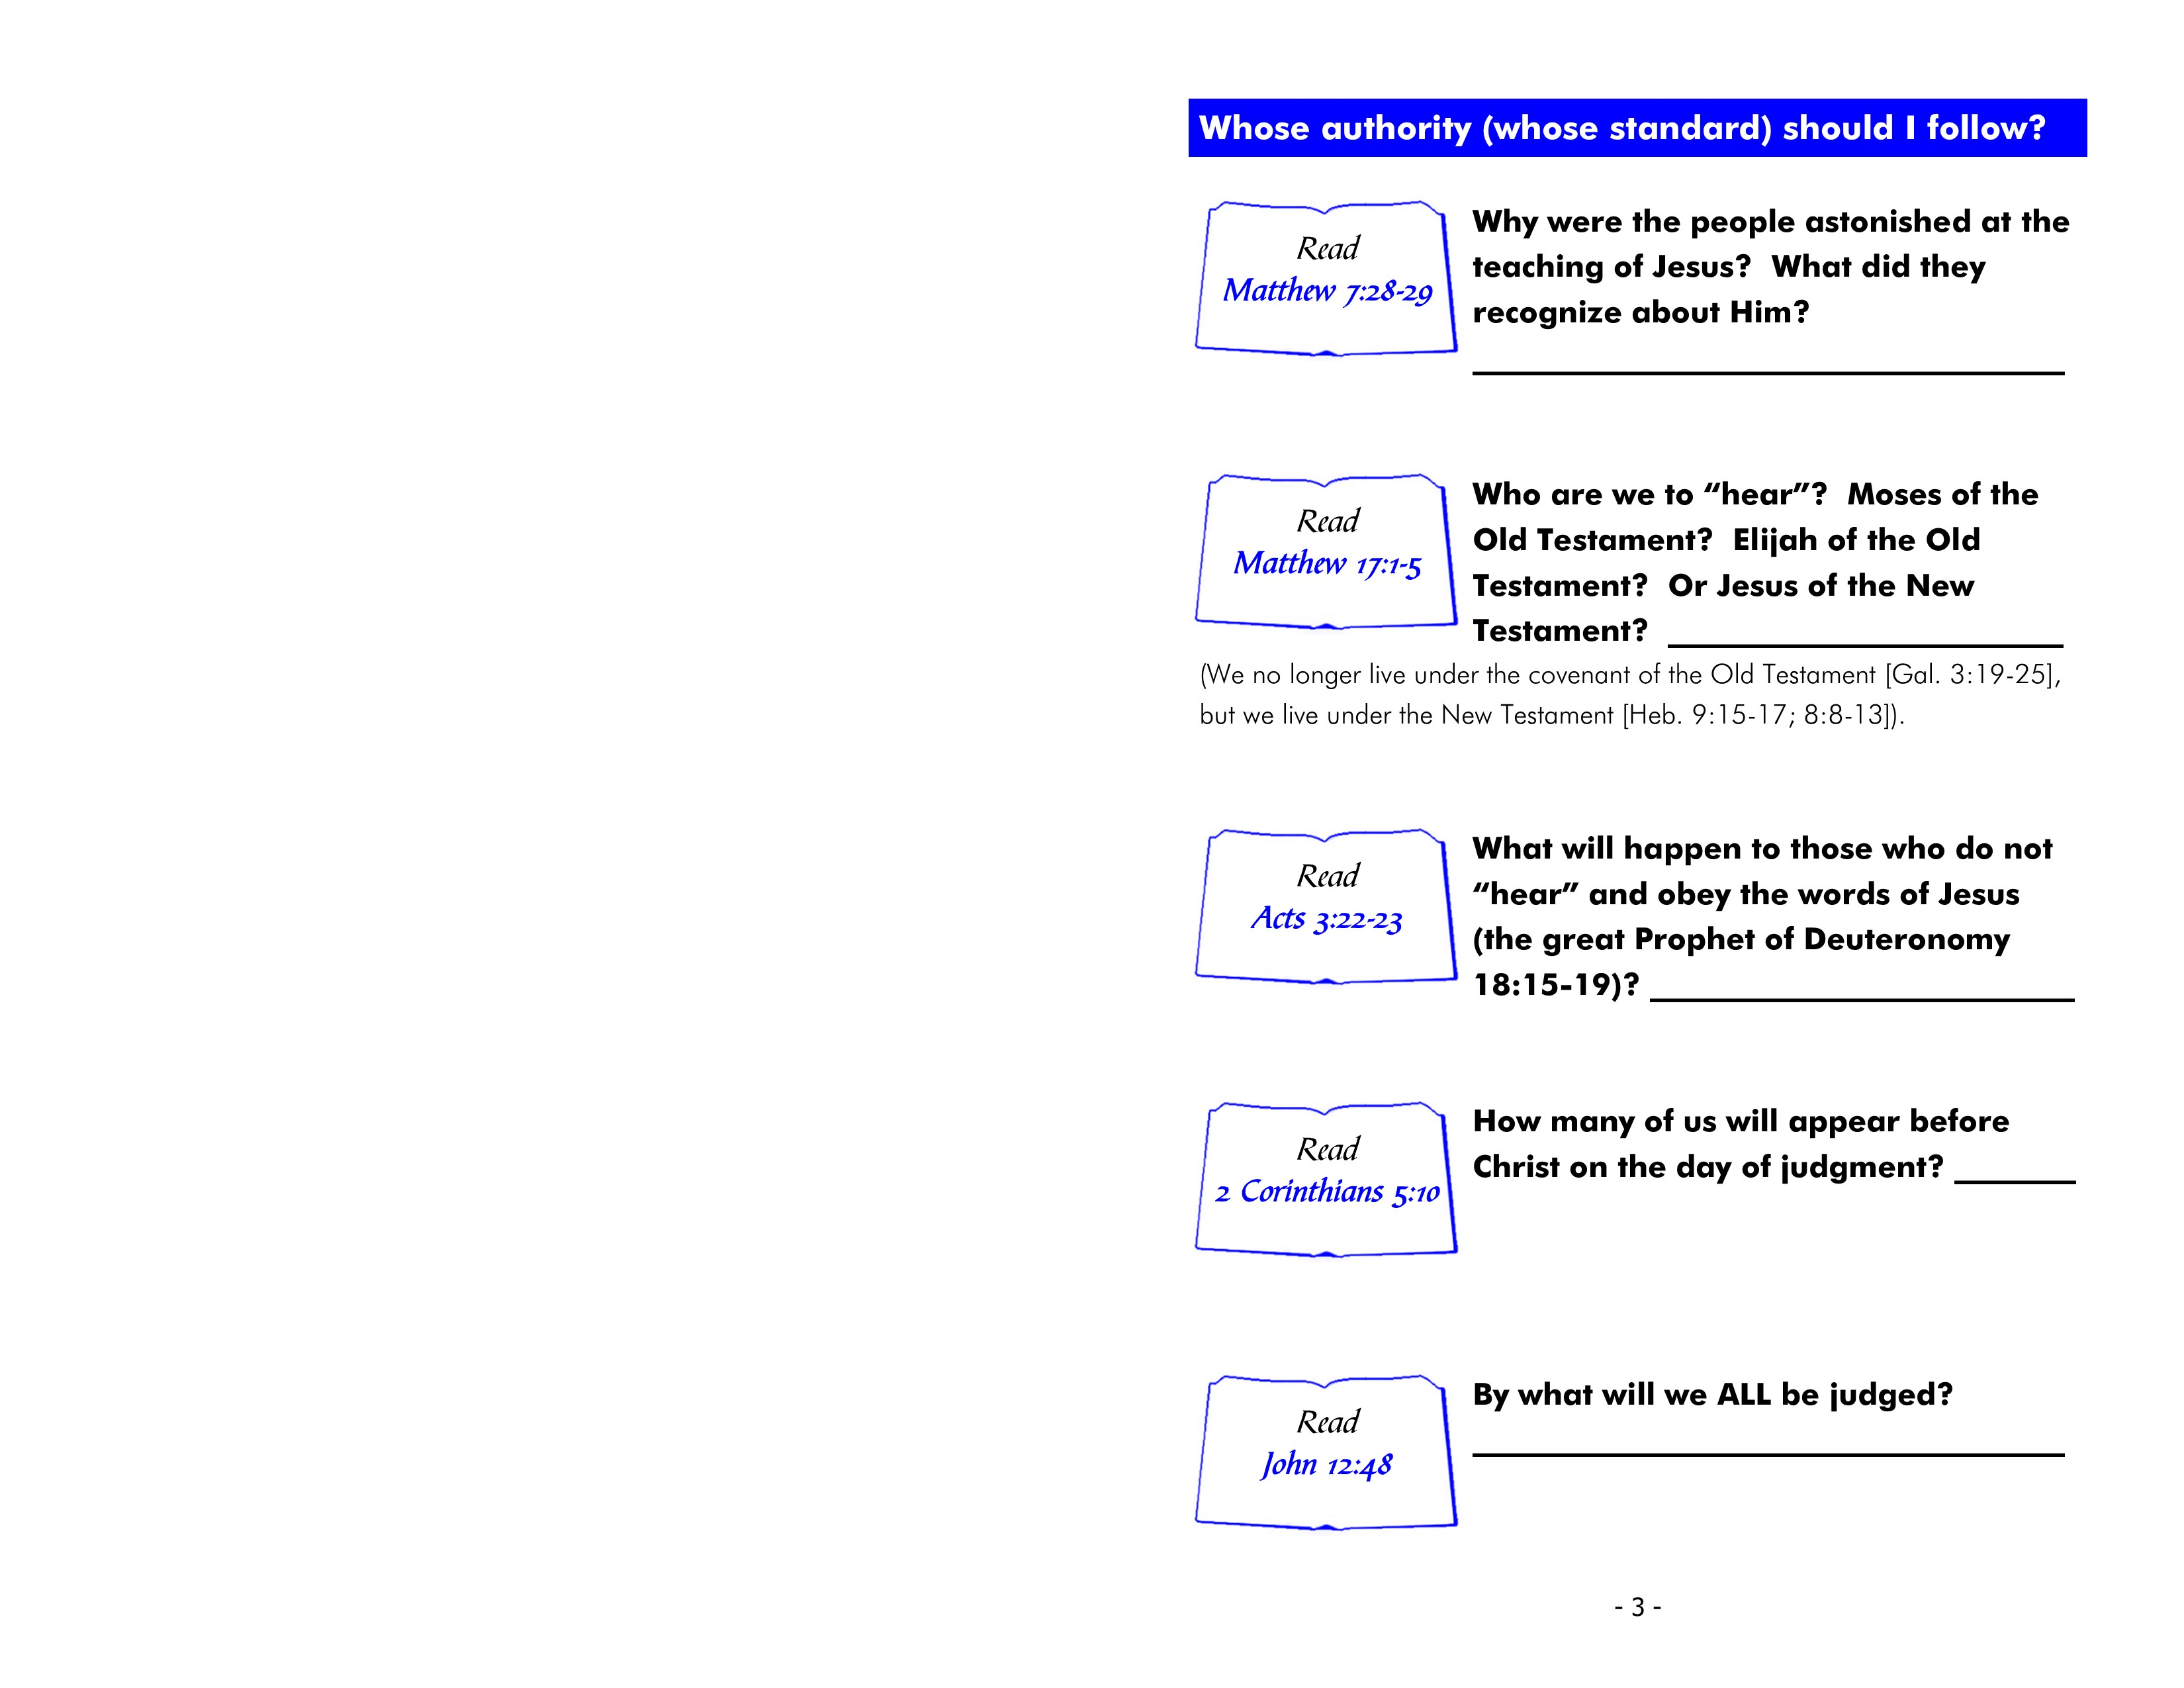 Whose authority (whose standard) should I follow?
Read
Matthew 7:28-29
Why were the people astonished at the
teaching of Jesus?  What did they
recognize about Him?
Read
Matthew 17:1-5
Who are we to “hear”?  Moses of the
Old Testament?  Elijah of the Old
Testament?  Or Jesus of the New
Testament?
(We no longer live under the covenant of the Old Testament [Gal. 3:19-25],
but we live under the New Testament [Heb. 9:15-17; 8:8-13]).
Read
Acts 3:22-23
What will happen to those who do not
“hear” and obey the words of Jesus
(the great Prophet of Deuteronomy
18:15-19)?
Read
2 Corinthians 5:10
How many of us will appear before
Christ on the day of judgment?
Read
John 12:48
By what will we ALL be judged?
- 3 -